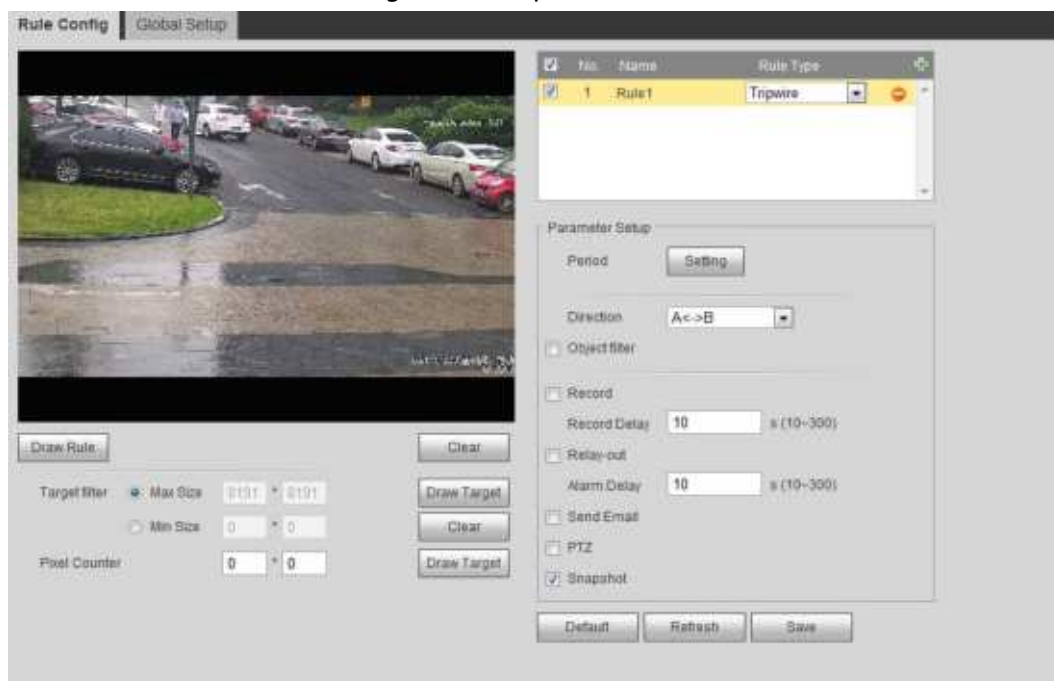 Rule Config Global Setup
No. Name Rule Type
1 Rule1 Tripwire
Parameter Setup
Period Setting
Direction A<->B
Object filter
Record
Record Delay 10 s (10~300)
Relay-out
Alarm Delay 10 s (10~300)
Send Email
PTZ
Snapshot
Default Refresh Save
Draw Rule Clear
Target filter Max Size 8191 * 8191 Draw Target
Min Size 0 * 0 Clear
Pixel Counter 0 * 0 Draw Target